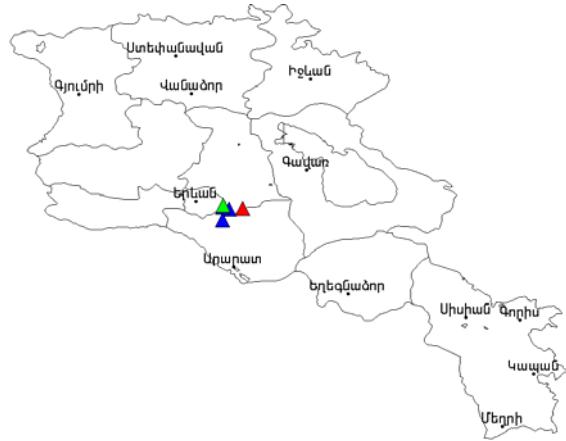 Ստեփանավան
Իջևան
Գյումրի
Վանաձոր
Գավառ
Երևան
Արարատ
Եղեգնաձոր
Սիսիան
Գորիս
Կապան
Մեղրի